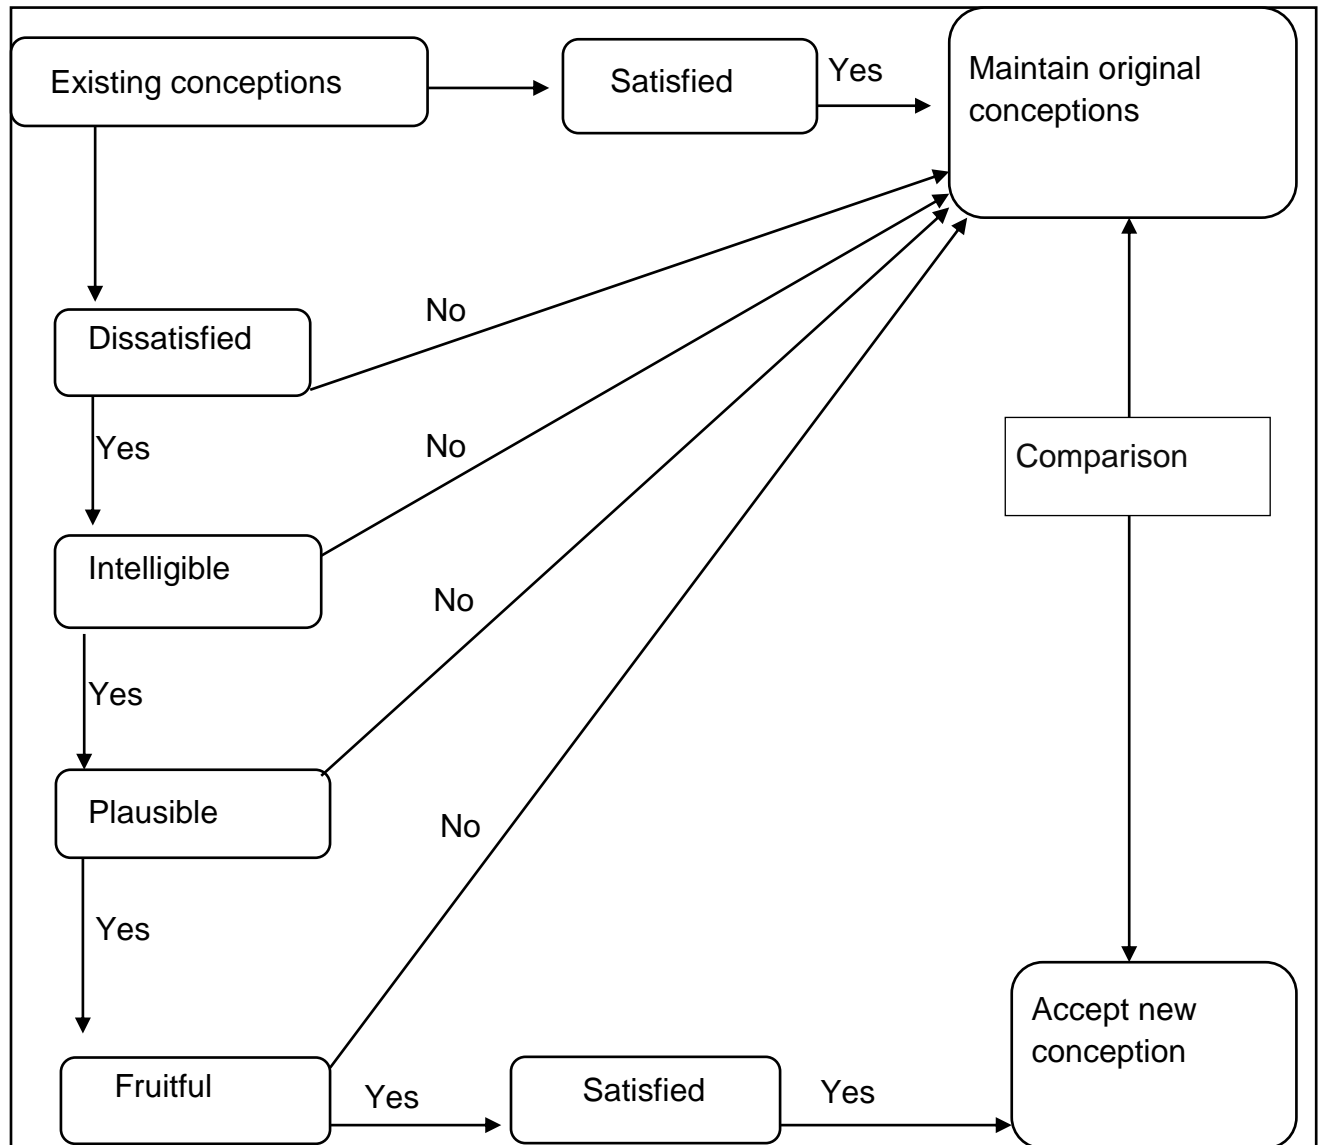 Existing conceptions
Satisfied
Yes
Maintain original
conceptions
No
Dissatisfied
Yes
No
Comparison
Intelligible
No
Yes
Plausible
No
Yes
Accept new
conception
Fruitful
Yes
Satisfied
Yes